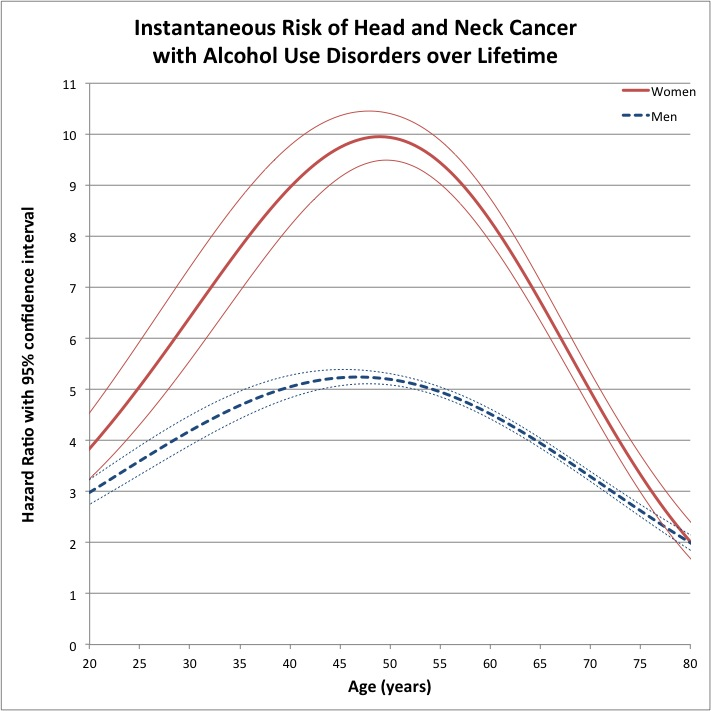 Instantaneous Risk of Head and Neck Cancer
with Alcohol Use Disorders over Lifetime
Women
Men
Hazard Ratio with 95% confidence interval
11
10
9
8
7
6
5
4
3
2
1
0
20 25 30 35 40 45 50 55 60 65 70 75 80
Age (years)